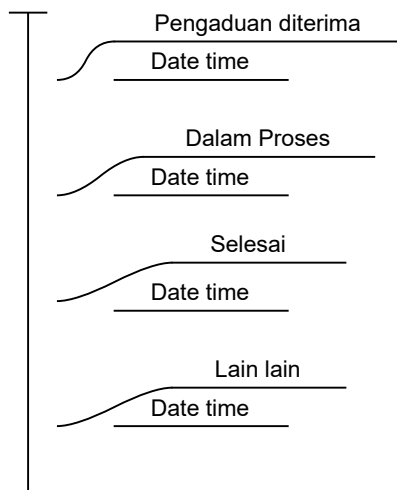 Pengaduan diterima
Date time
Dalam Proses
Date time
Selesai
Date time
Lain lain
Date time